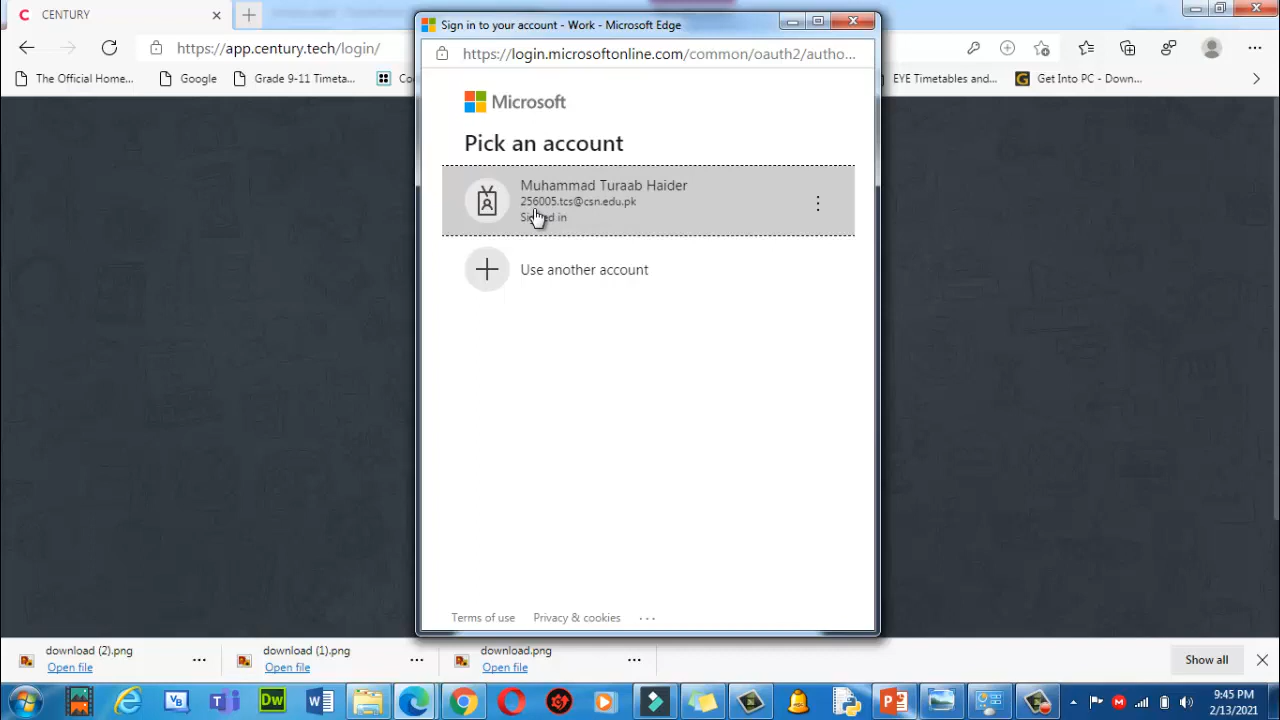 CENTURY
Sign in to your account - Work - Microsoft Edge
https://app.century.tech/login/
https://login.microsoftonline.com/common/oauth2/autho...
The Official Home...
Google
Grade 9-11 Timeta...
Co
EYE Timetables and...
Get Into PC - Down...
Microsoft
Pick an account
Muhammad Turaab Haider
256005.tcs@csn.edu.pk
Signed in
Use another account
Terms of use
Privacy & cookies
download (2).png
Open file
download (1).png
Open file
download.png
Open file
Show all
9:45 PM
2/13/2021